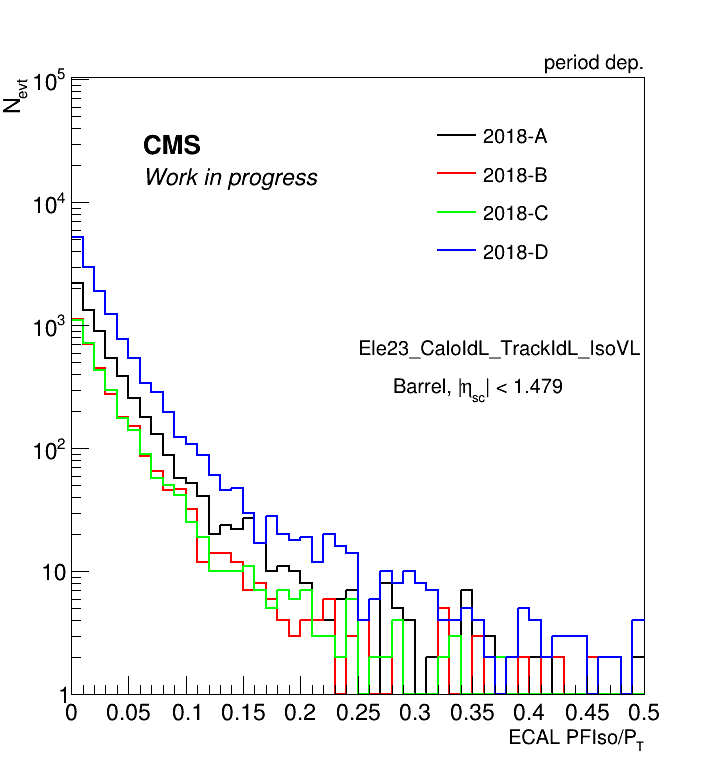 period dep.
N_evt
10^5
10^4
10^3
10^2
10
1
CMS
Work in progress
2018-A
2018-B
2018-C
2018-D
Ele23_CaloIdL_TrackIdL_IsoVL
Barrel, |η_sc| < 1.479
0 0.05 0.1 0.15 0.2 0.25 0.3 0.35 0.4 0.45 0.5
ECAL PFIso/P_T